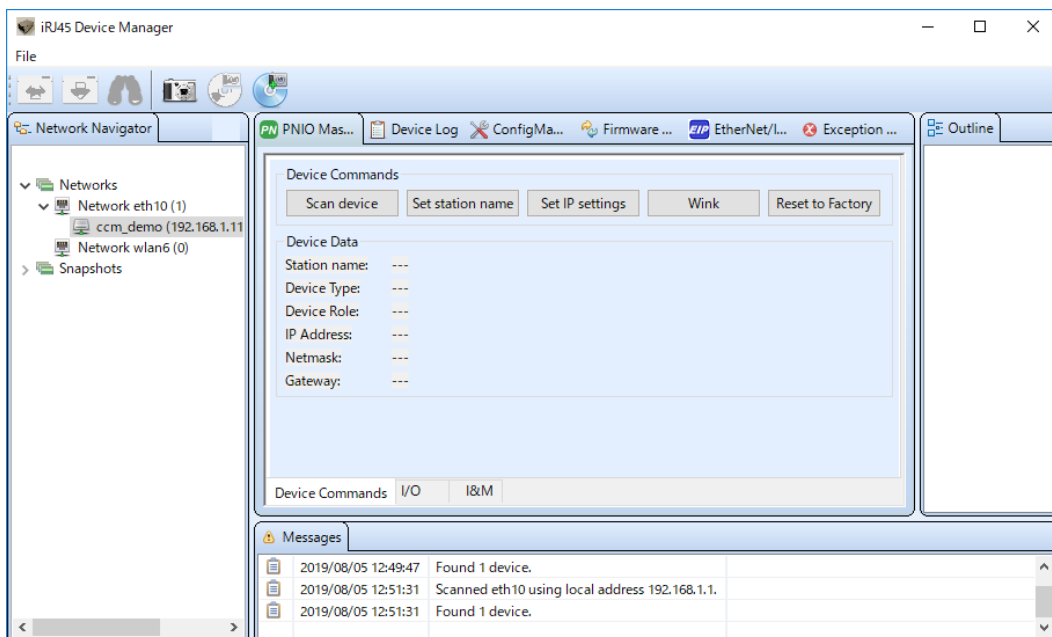 iRJ45 Device Manager
File
Network Navigator
Networks
Network eth10 (1)
ccm_demo (192.168.1.11
Network wlan6 (0)
Snapshots
PN PNIO Mas... Device Log ConfigMa... Firmware ... EIP EtherNet/I... Exception ...
Device Commands
Scan device Set station name Set IP settings Wink Reset to Factory
Device Data
Station name: ---
Device Type: ---
Device Role: ---
IP Address: ---
Netmask: ---
Gateway: ---
Device Commands I/O I&M
Outline
Messages
2019/08/05 12:49:47 Found 1 device.
2019/08/05 12:51:31 Scanned eth10 using local address 192.168.1.1.
2019/08/05 12:51:31 Found 1 device.